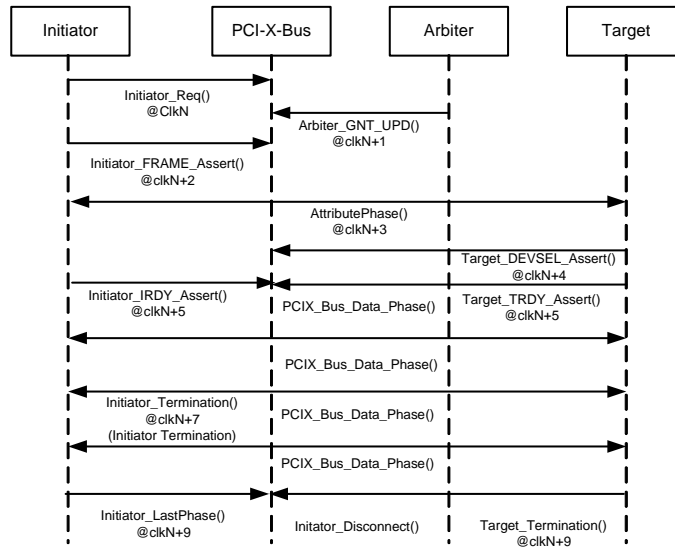 Initiator
PCI-X-Bus
Arbiter
Target
Initiator_Req()
@ClkN
Arbiter_GNT_UPD()
@clkN+1
Initiator_FRAME_Assert()
@clkN+2
AttributePhase()
@clkN+3
Target_DEVSEL_Assert()
@clkN+4
Initiator_IRDY_Assert()
@clkN+5
PCIX_Bus_Data_Phase()
Target_TRDY_Assert()
@clkN+5
PCIX_Bus_Data_Phase()
Initiator_Termination()
@clkN+7
(Initiator Termination)
PCIX_Bus_Data_Phase()
PCIX_Bus_Data_Phase()
Initiator_LastPhase()
@clkN+9
Initator_Disconnect()
Target_Termination()
@clkN+9